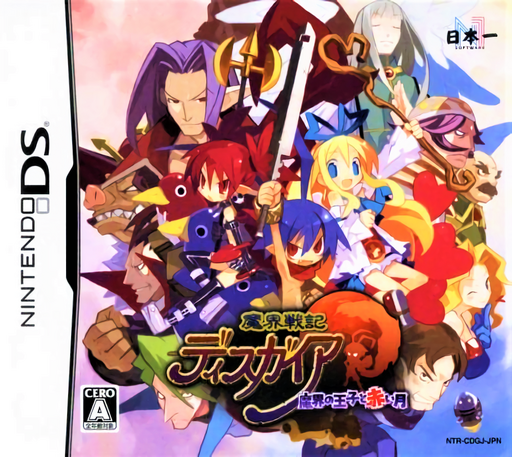 日本一
SOFTWARE
NINTENDO DS
魔界戦記
ディスガイア
魔界の王子と赤い月
CERO
A
全年齢対象
NTR-CDGJ-JPN